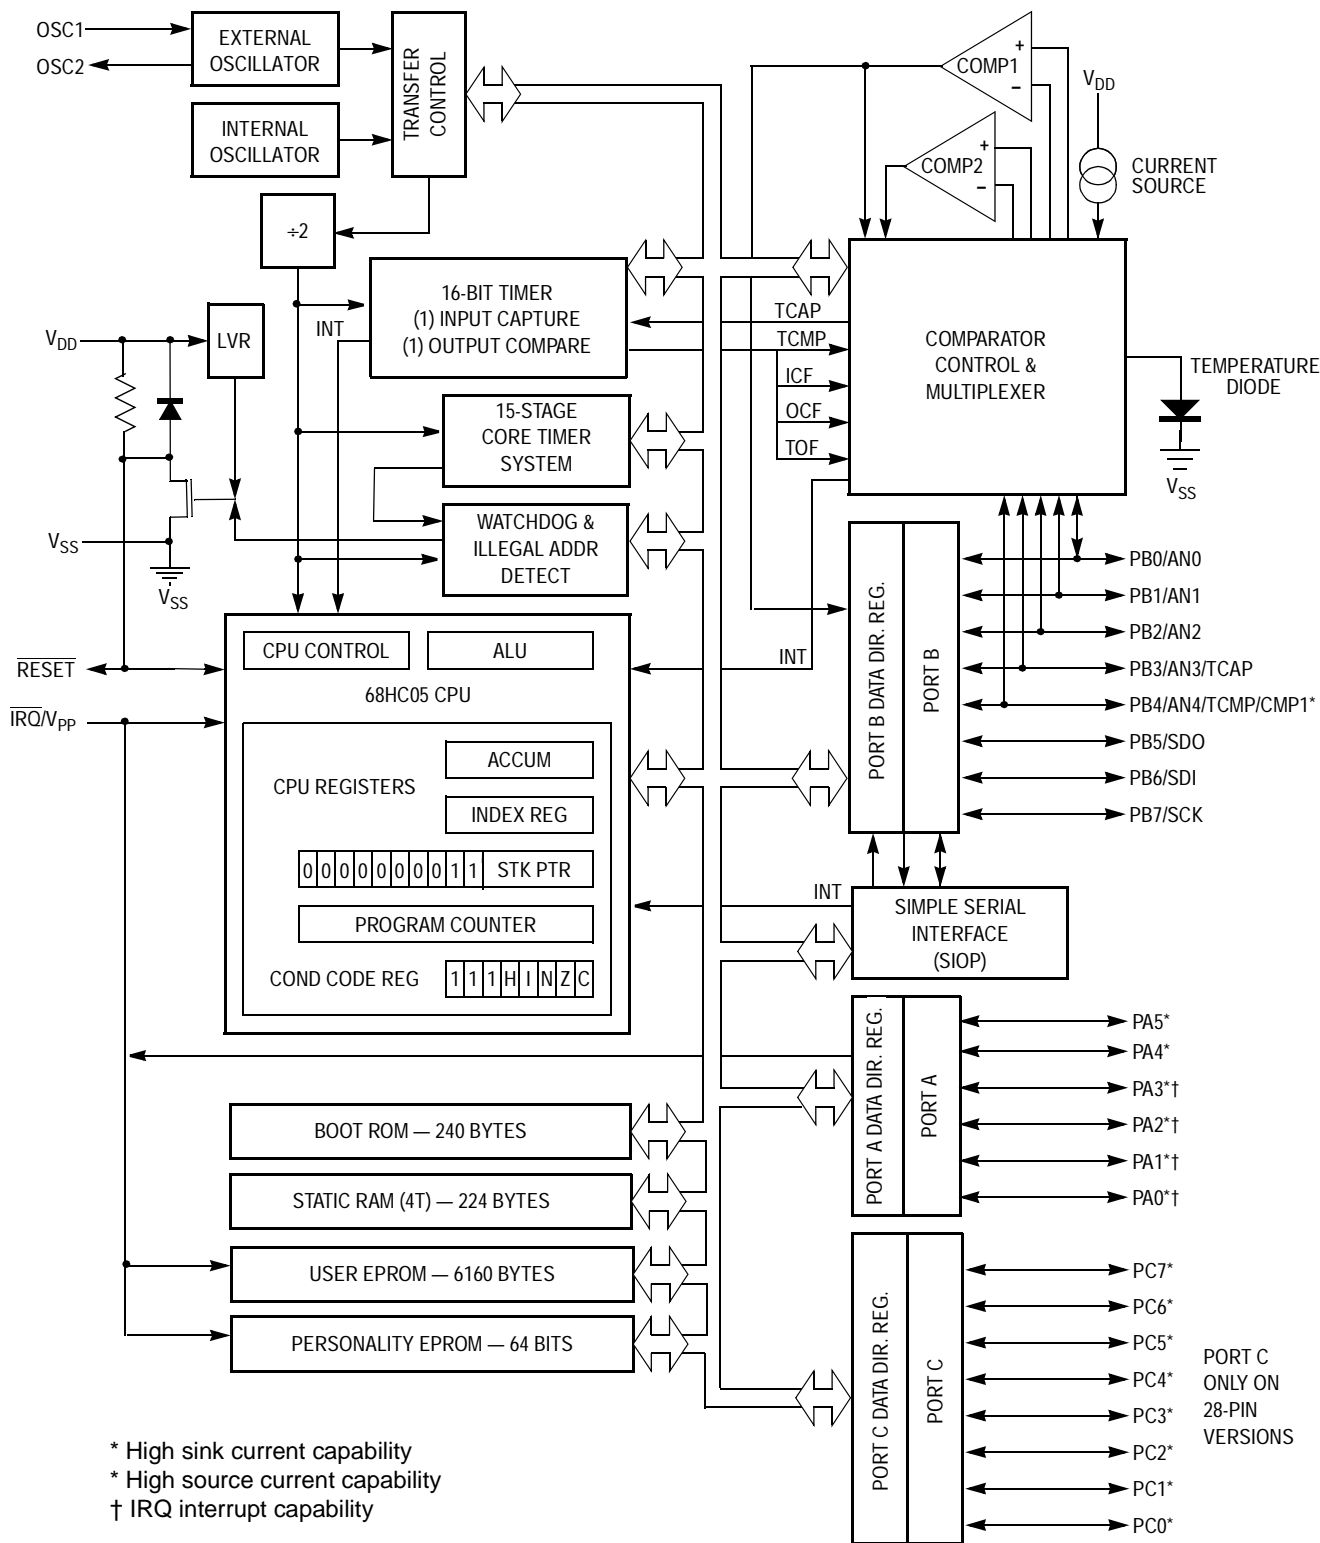 OSC1
OSC2
EXTERNAL
OSCILLATOR
INTERNAL
OSCILLATOR
TRANSFER
CONTROL
÷2
COMP1
+
−
COMP2
+
−
VDD
CURRENT
SOURCE
16-BIT TIMER
(1) INPUT CAPTURE
(1) OUTPUT COMPARE
INT
VDD
LVR
TCAP
TCMP
ICF
OCF
TOF
COMPARATOR
CONTROL &
MULTIPLEXER
TEMPERATURE
DIODE
VSS
15-STAGE
CORE TIMER
SYSTEM
WATCHDOG &
ILLEGAL ADDR
DETECT
VSS
VSS
RESET
IRQ/VPP
CPU CONTROL
ALU
68HC05 CPU
CPU REGISTERS
ACCUM
INDEX REG
0 0 0 0 0 0 0 0 1 1 STK PTR
PROGRAM COUNTER
COND CODE REG
1 1 1 H I N Z C
INT
INT
PORT B DATA DIR. REG.
PORT B
PB0/AN0
PB1/AN1
PB2/AN2
PB3/AN3/TCAP
PB4/AN4/TCMP/CMP1*
PB5/SDO
PB6/SDI
PB7/SCK
SIMPLE SERIAL
INTERFACE
(SIOP)
PORT A DATA DIR. REG.
PORT A
PA5*
PA4*
PA3*†
PA2*†
PA1*†
PA0*†
BOOT ROM — 240 BYTES
STATIC RAM (4T) — 224 BYTES
USER EPROM — 6160 BYTES
PERSONALITY EPROM — 64 BITS
PORT C DATA DIR. REG.
PORT C
PC7*
PC6*
PC5*
PC4*
PC3*
PC2*
PC1*
PC0*
PORT C
ONLY ON
28-PIN
VERSIONS
* High sink current capability
* High source current capability
† IRQ interrupt capability